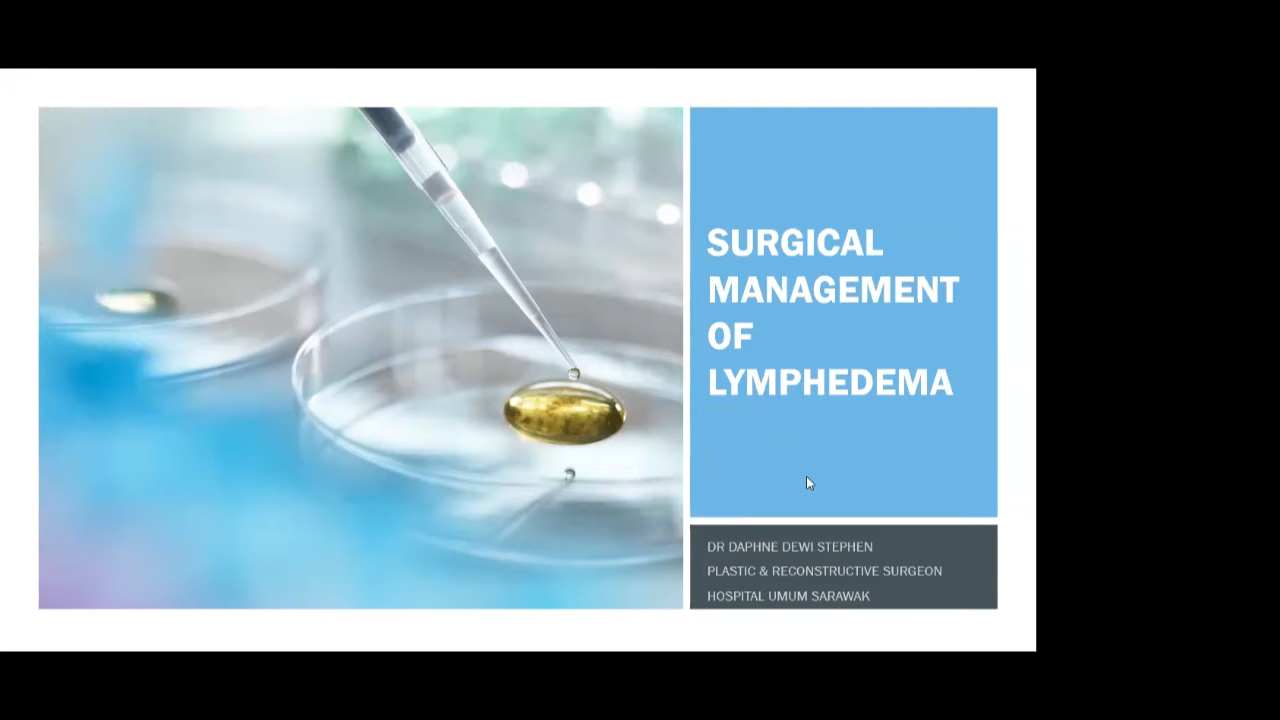 SURGICAL
MANAGEMENT
OF
LYMPHEDEMA
DR DAPHNE DEWI STEPHEN
PLASTIC & RECONSTRUCTIVE SURGEON
HOSPITAL UMUM SARAWAK